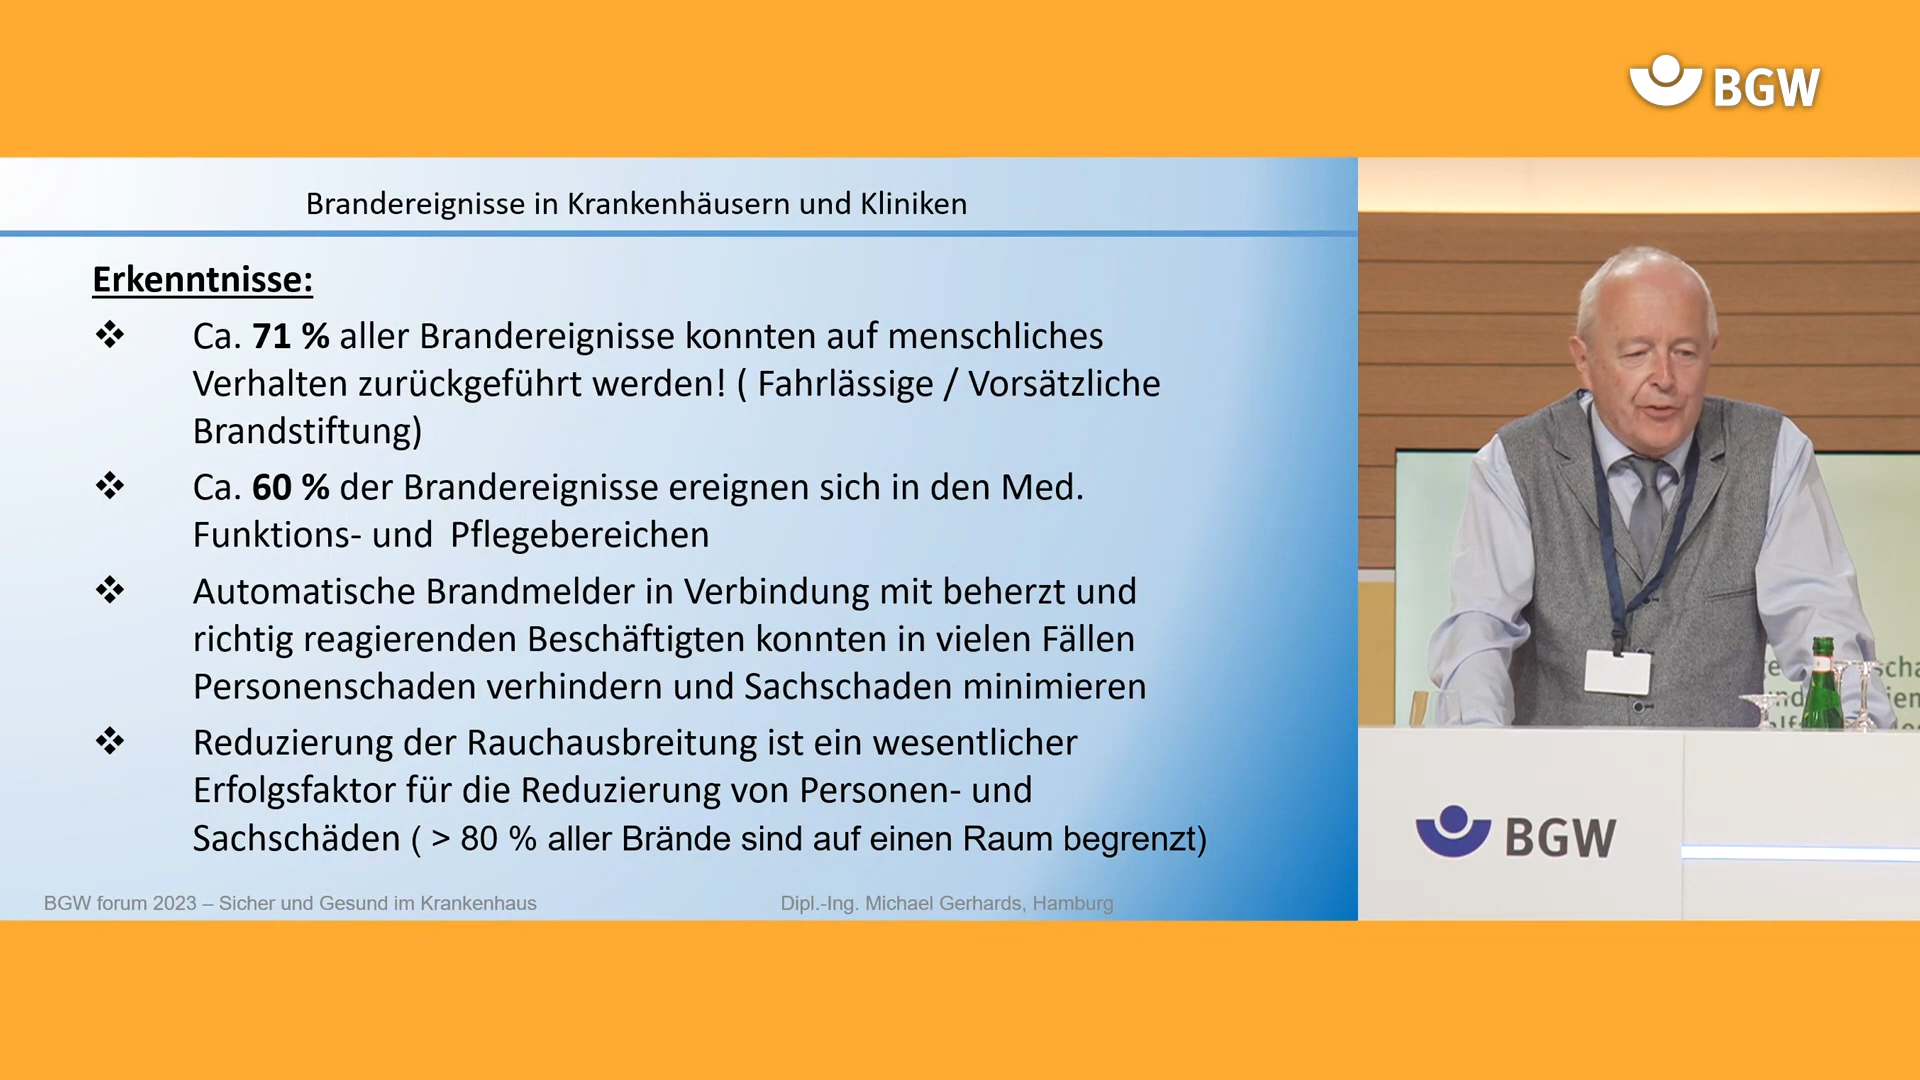 BGW
Brandereignisse in Krankenhäusern und Kliniken
Erkenntnisse:
❖ Ca. 71 % aller Brandereignisse konnten auf menschliches
Verhalten zurückgeführt werden! ( Fahrlässige / Vorsätzliche
Brandstiftung)
❖ Ca. 60 % der Brandereignisse ereignen sich in den Med.
Funktions- und Pflegebereichen
❖ Automatische Brandmelder in Verbindung mit beherzt und
richtig reagierenden Beschäftigten konnten in vielen Fällen
Personenschaden verhindern und Sachschaden minimieren
❖ Reduzierung der Rauchausbreitung ist ein wesentlicher
Erfolgsfaktor für die Reduzierung von Personen- und
Sachschäden ( > 80 % aller Brände sind auf einen Raum begrenzt)
BGW forum 2023 – Sicher und Gesund im Krankenhaus
Dipl.-Ing. Michael Gerhards, Hamburg
BGW